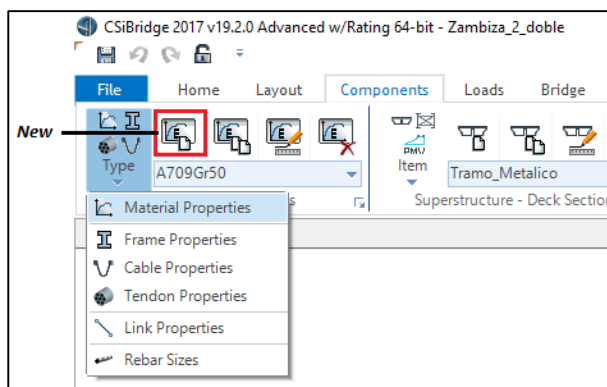 CSiBridge 2017 v19.2.0 Advanced w/Rating 64-bit - Zambiza_2_doble
File Home Layout Components Loads Bridge
New
Type
A709Gr50
PMV
Item
Tramo_Metalico
Superstructure - Deck Section
Material Properties
Frame Properties
Cable Properties
Tendon Properties
Link Properties
Rebar Sizes